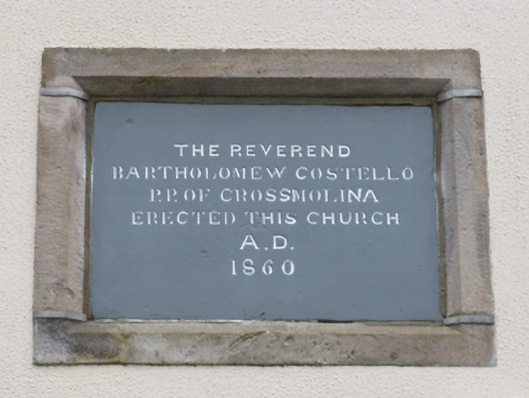 THE REVEREND
BARTHOLOMEW COSTELLO
P.P. OF CROSSMOLINA
ERECTED THIS CHURCH
A.D.
1860